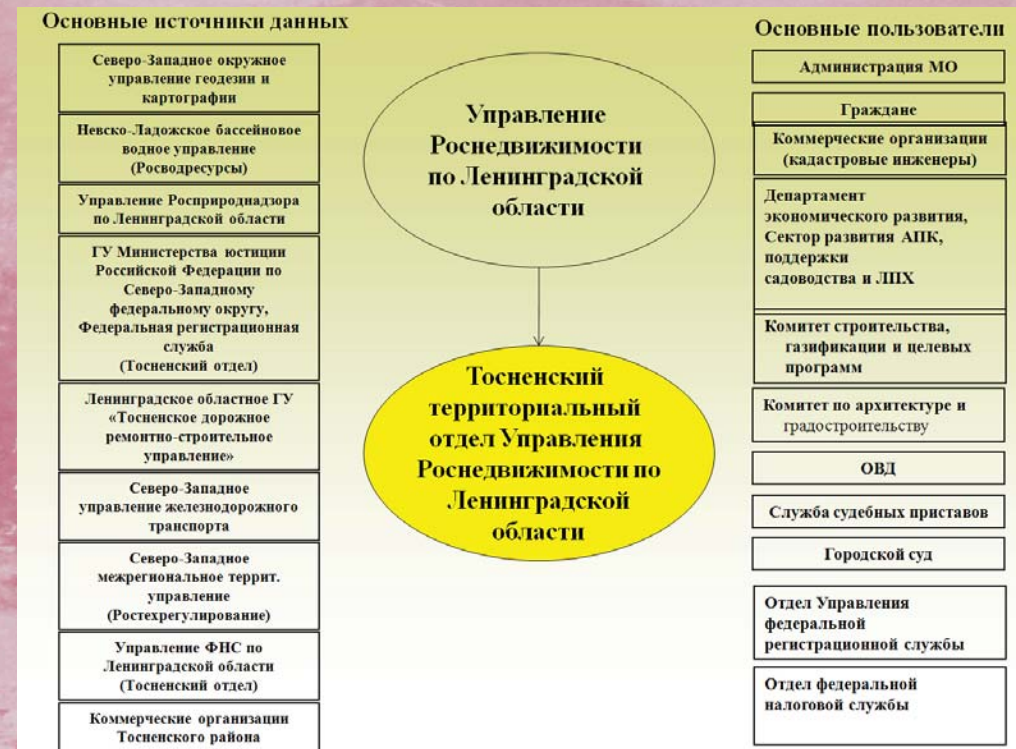 Основные источники данных
Северо-Западное окружное
управление геодезии и
картографии
Невско-Ладожское бассейновое
водное управление
(Росводресурсы)
Управление Росприроднадзора
по Ленинградской области
ГУ Министерства юстиции
Российской Федерации по
Северо-Западному
федеральному округу,
Федеральная регистрационная
служба
(Тосненский отдел)
Ленинградское областное ГУ
«Тосненское дорожное
ремонтно-строительное
управление»
Северо-Западное
управление железнодорожного
транспорта
Северо-Западное
межрегиональное террит.
управление
(Ростехрегулирование)
Управление ФНС по
Ленинградской области
(Тосненский отдел)
Коммерческие организации
Тосненского района
Управление
Роснедвижимости
по Ленинградской
области
Тосненский
территориальный
отдел Управления
Роснедвижимости по
Ленинградской
области
Основные пользователи
Администрация МО
Граждане
Коммерческие организации
(кадастровые инженеры)
Департамент
экономического развития,
Сектор развития АПК,
поддержки
садоводства и ЛПХ
Комитет строительства,
газификации и целевых
программ
Комитет по архитектуре и
градостроительству
ОВД
Служба судебных приставов
Городской суд
Отдел Управления
федеральной
регистрационной службы
Отдел федеральной
налоговой службы